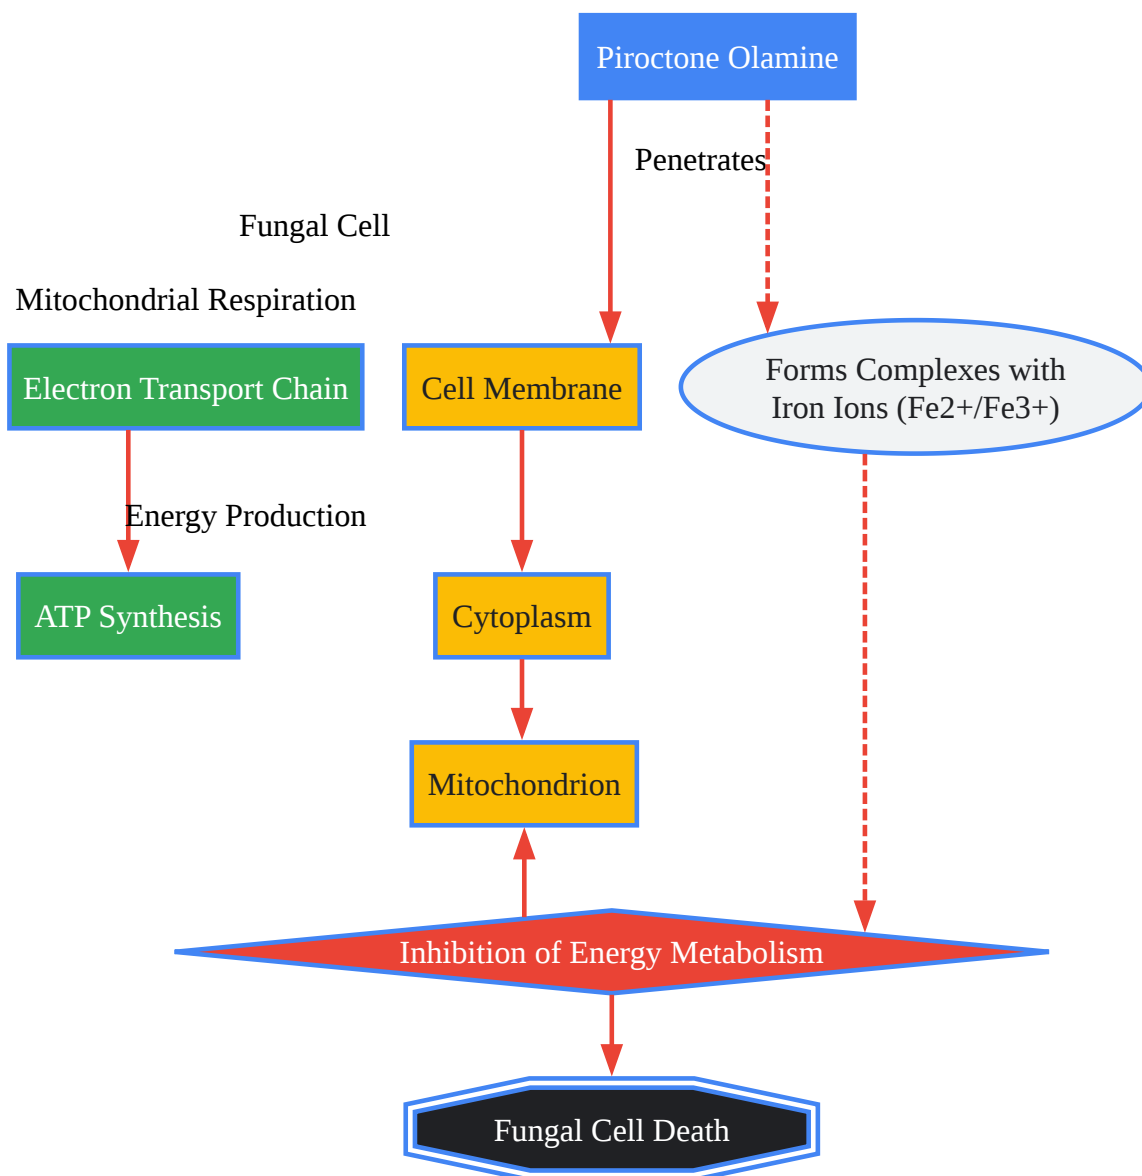 Piroctone Olamine
Penetrates
Fungal Cell
Mitochondrial Respiration
Electron Transport Chain
Cell Membrane
Forms Complexes with
Iron Ions (Fe2+/Fe3+)
Energy Production
ATP Synthesis
Cytoplasm
Mitochondrion
Inhibition of Energy Metabolism
Fungal Cell Death